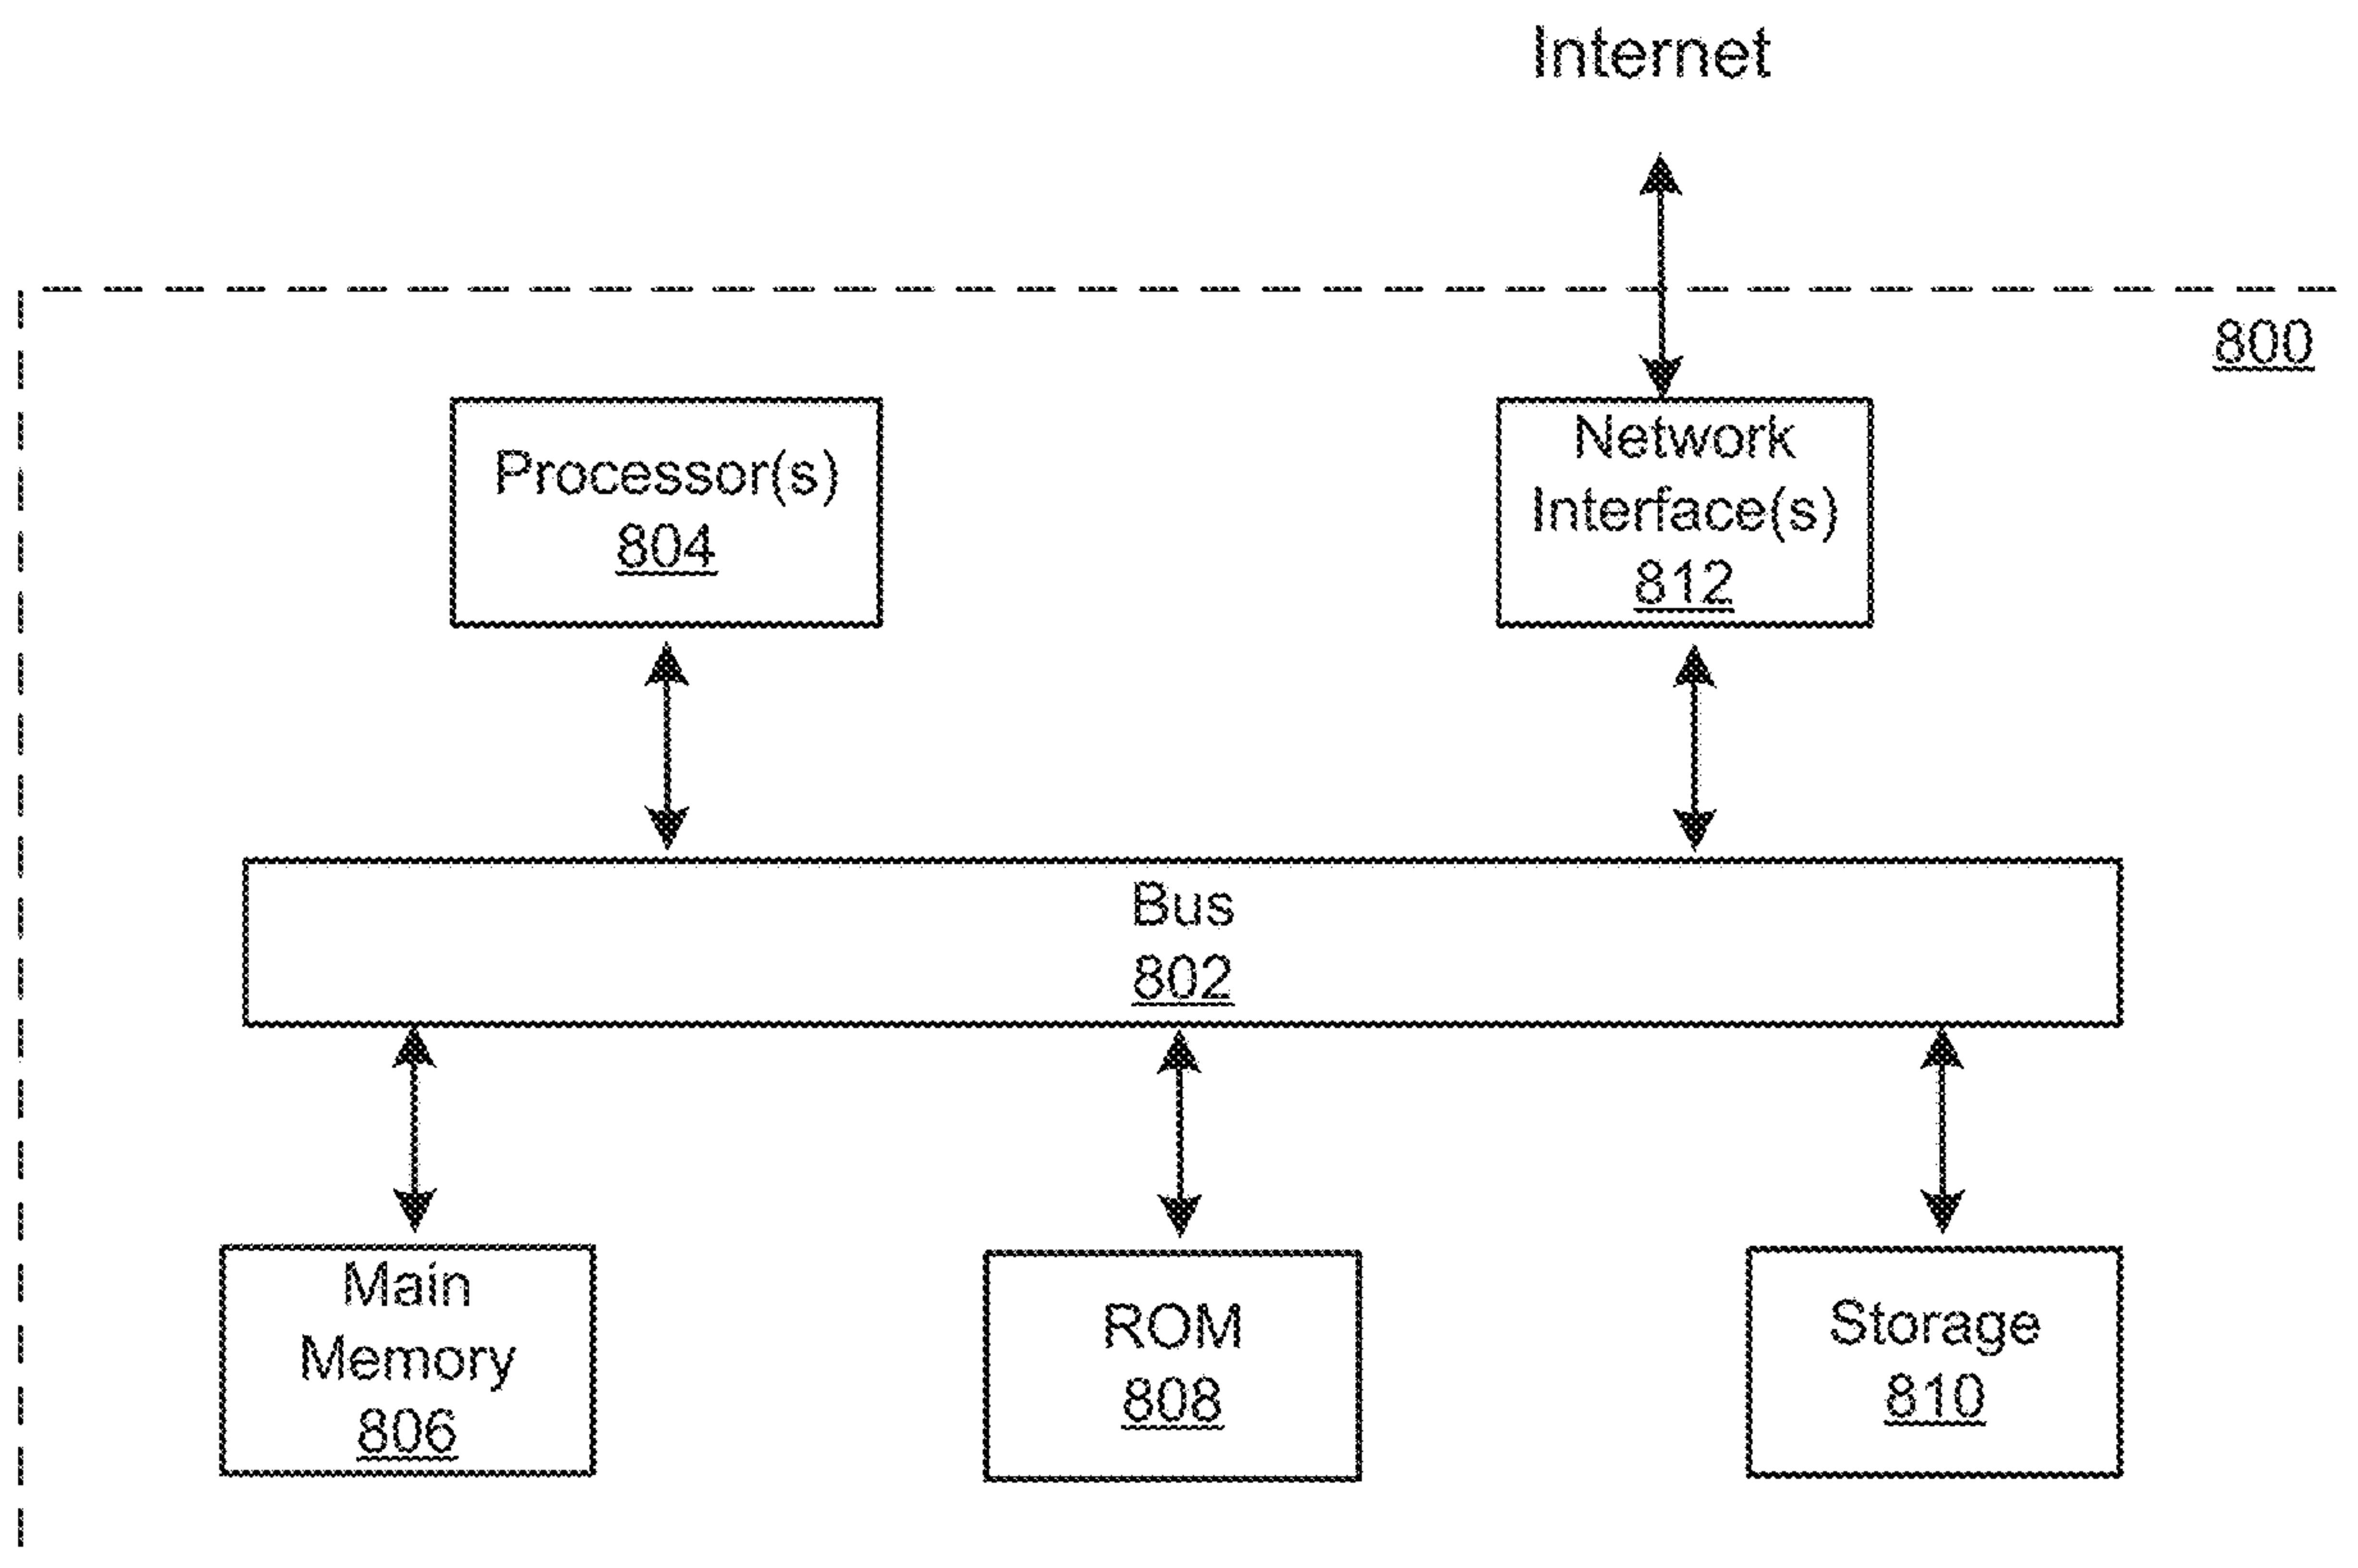 Internet
800
Processor(s)
804
Network
Interface(s)
812
Bus
802
Main
Memory
806
ROM
808
Storage
810